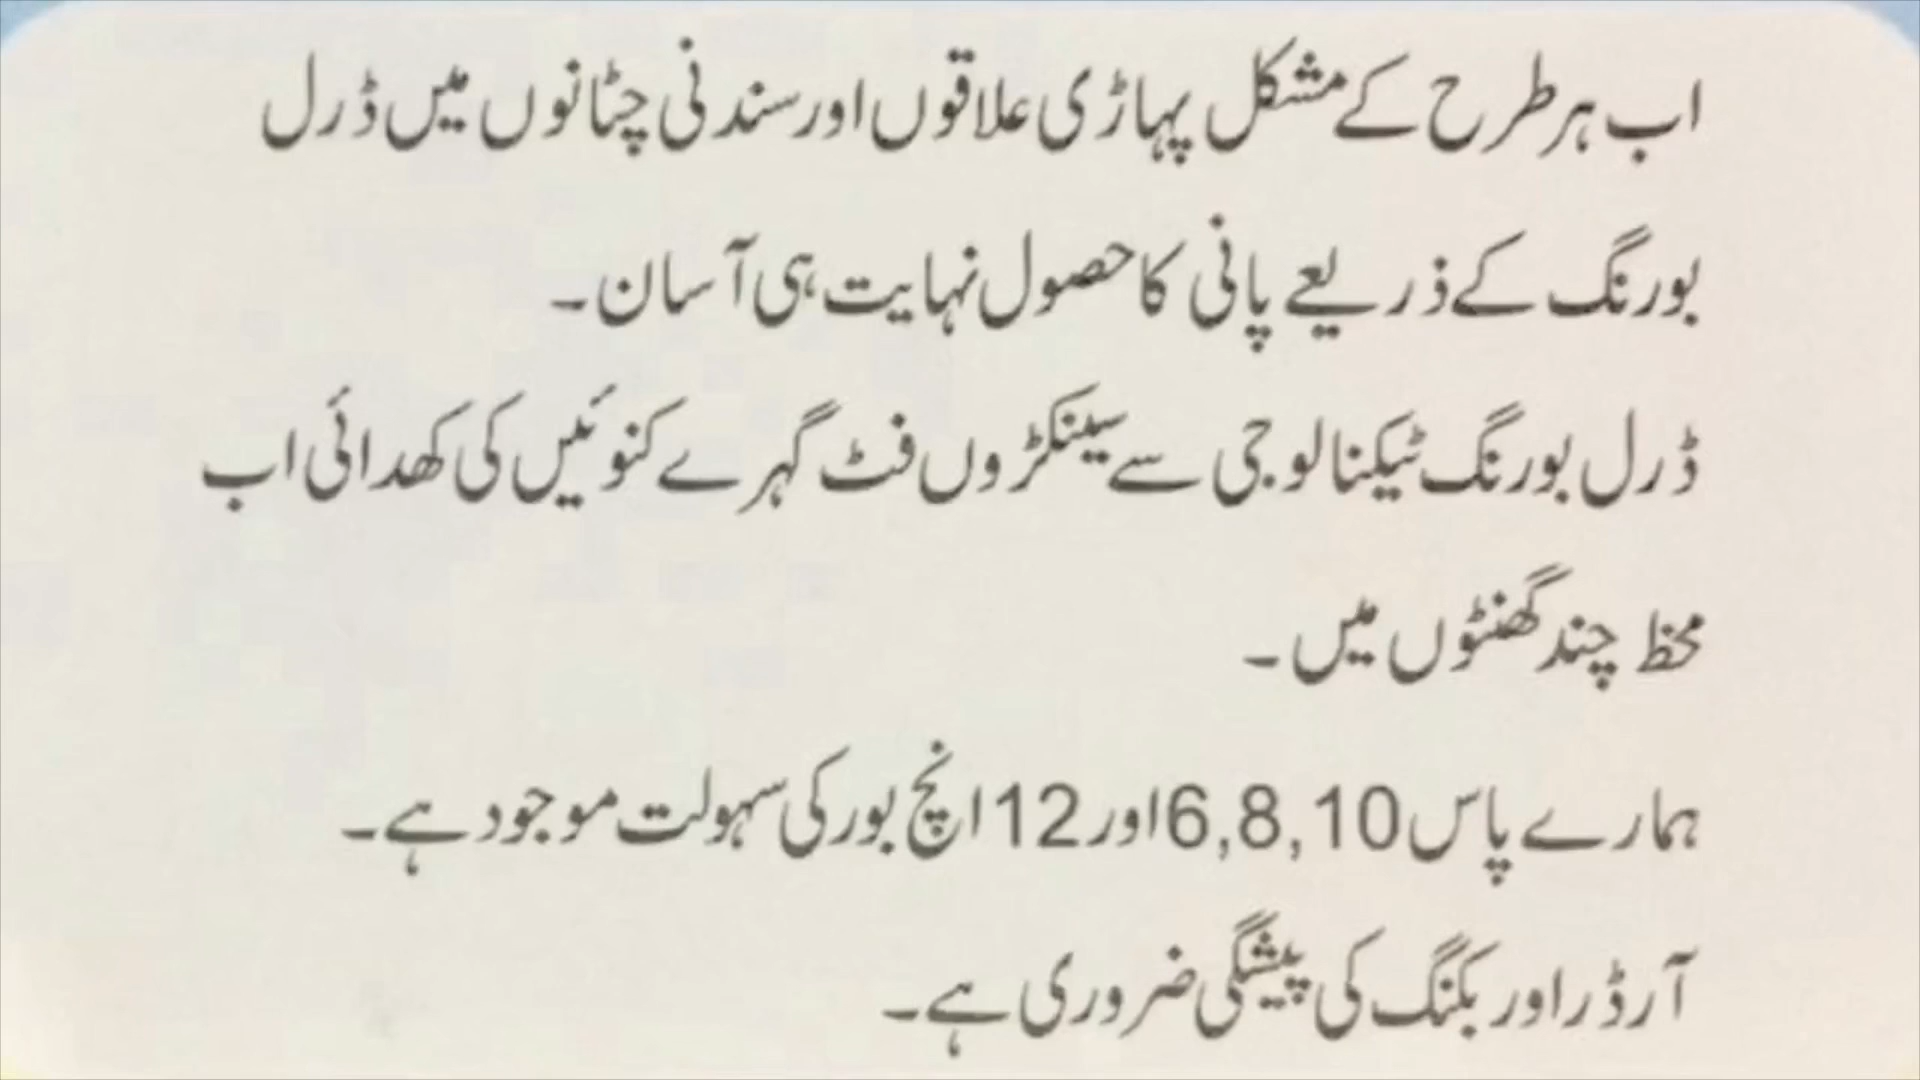 اب ہر طرح کے مشکل پہاڑی علاقوں اور سندنی چٹانوں میں ڈرل
بورنگ کے ذریعے پانی کا حصول نہایت ہی آسان۔
ڈرل بورنگ ٹیکنالوجی سے سینکڑوں فٹ گہرے کنوئیں کی کھدائی اب
محظ چند گھنٹوں میں۔
ہمارے پاس 6,8,10 اور 12 انچ بور کی سہولت موجود ہے۔
آرڈر اور بکنگ کی پیشگی ضروری ہے۔